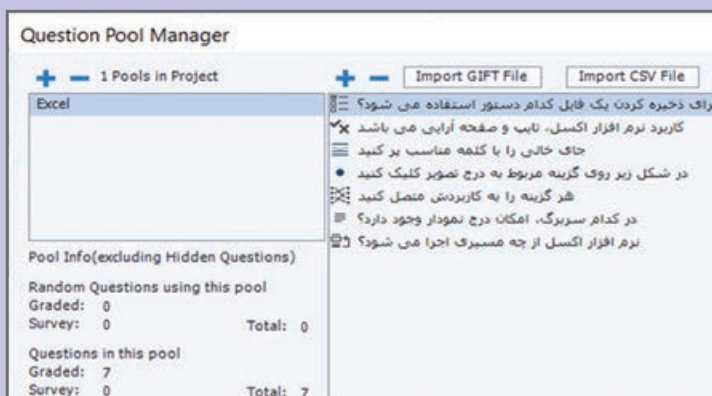 Question Pool Manager
1 Pools in Project
Import GIFT File
Import CSV File
Excel
رای ذخیره کردن یک فایل کدام دستور استفاده می شود؟
کاربرد نرم افزار اکسل، تایپ و صفحه آرایی می باشد
جای خالی را با کلمه مناسب پر کنید
در شکل زیر روی گزینه مربوط به درج تصویر کلیک کنید
هر گزینه را به کاربردش متصل کنید
در کدام سربرگ، امکان درج نمودار وجود دارد؟
نرم افزار اکسل از چه مسیری اجرا می شود؟
Pool Info(excluding Hidden Questions)
Random Questions using this pool
Graded: 0
Survey: 0 Total: 0
Questions in this pool
Graded: 7
Survey: 0 Total: 7